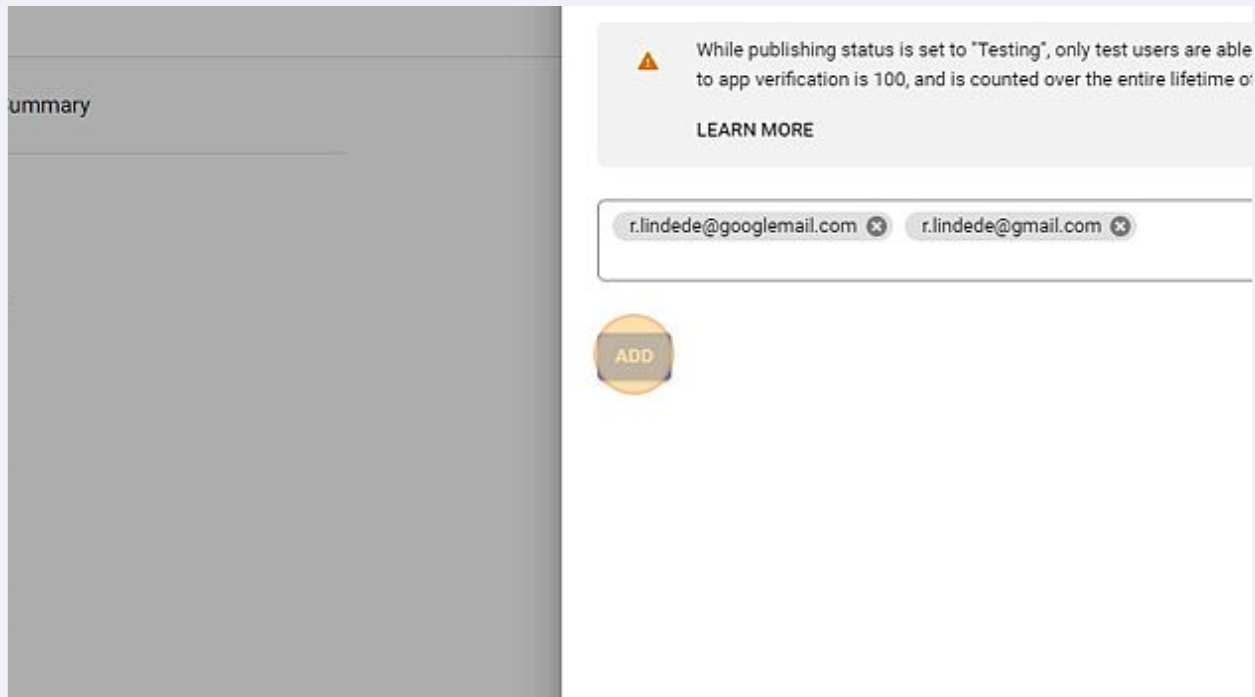 ummary
While publishing status is set to "Testing", only test users are able
to app verification is 100, and is counted over the entire lifetime of
LEARN MORE
r.lindede@googlemail.com r.lindede@gmail.com
ADD